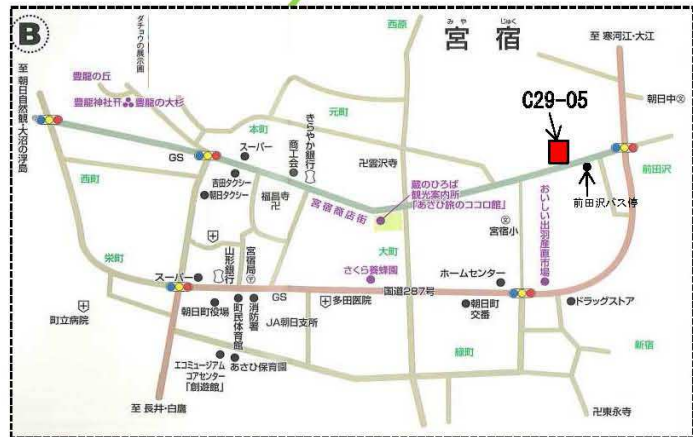 B
ダチョウの展示圃
西原
みや じゅく
宮 宿
至 寒河江・大江
至 朝日自然観・大沼の浮島
豊龍の丘
豊龍神社 豊龍の大杉
朝日中
C29-05
元町
本町
きらやか銀行
商工会
スーパー
GS
卍雲沢寺
前田沢
西町
吉田タクシー
朝日タクシー
福昌寺
卍
宮宿商店街
蔵のひろば
観光案内所
「あさひ旅のココロ館」
前田沢バス停
宮宿小
おいしい出羽産直市場
栄町
山形銀行
宮宿局
大町
さくら養蜂園
スーパー
ホームセンター
国道287号
GS
町立病院
朝日町役場
町民体育館
消防署
JA朝日支所
多田医院
朝日町
交番
ドラッグストア
エコミュージアム
コアセンター
「創遊館」
あさひ保育園
緑町
新宿
至 長井・白鷹
卍東永寺